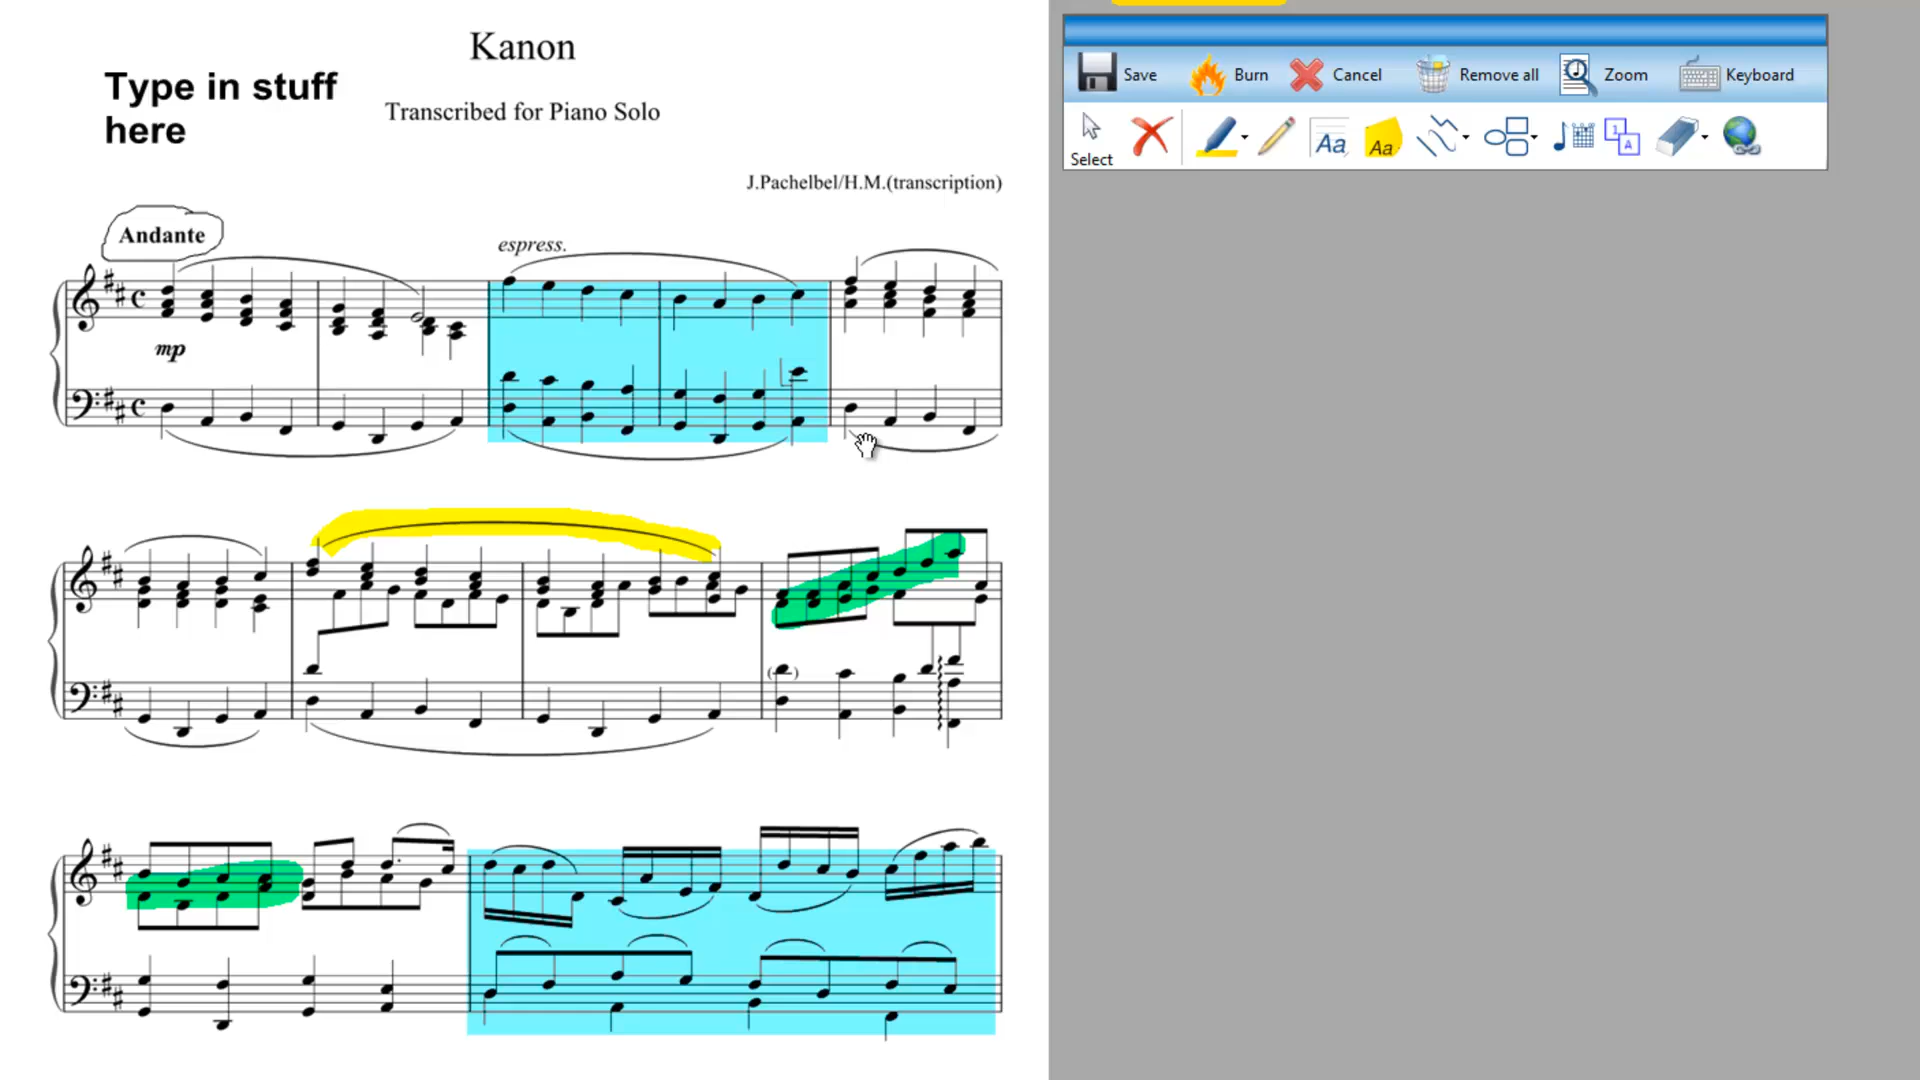 Kanon
Type in stuff
here
Transcribed for Piano Solo
J.Pachelbel/H.M.(transcription)
Andante
espress.
mp
Save Burn Cancel Remove all Zoom Keyboard
Select
Aa Aa 1 A